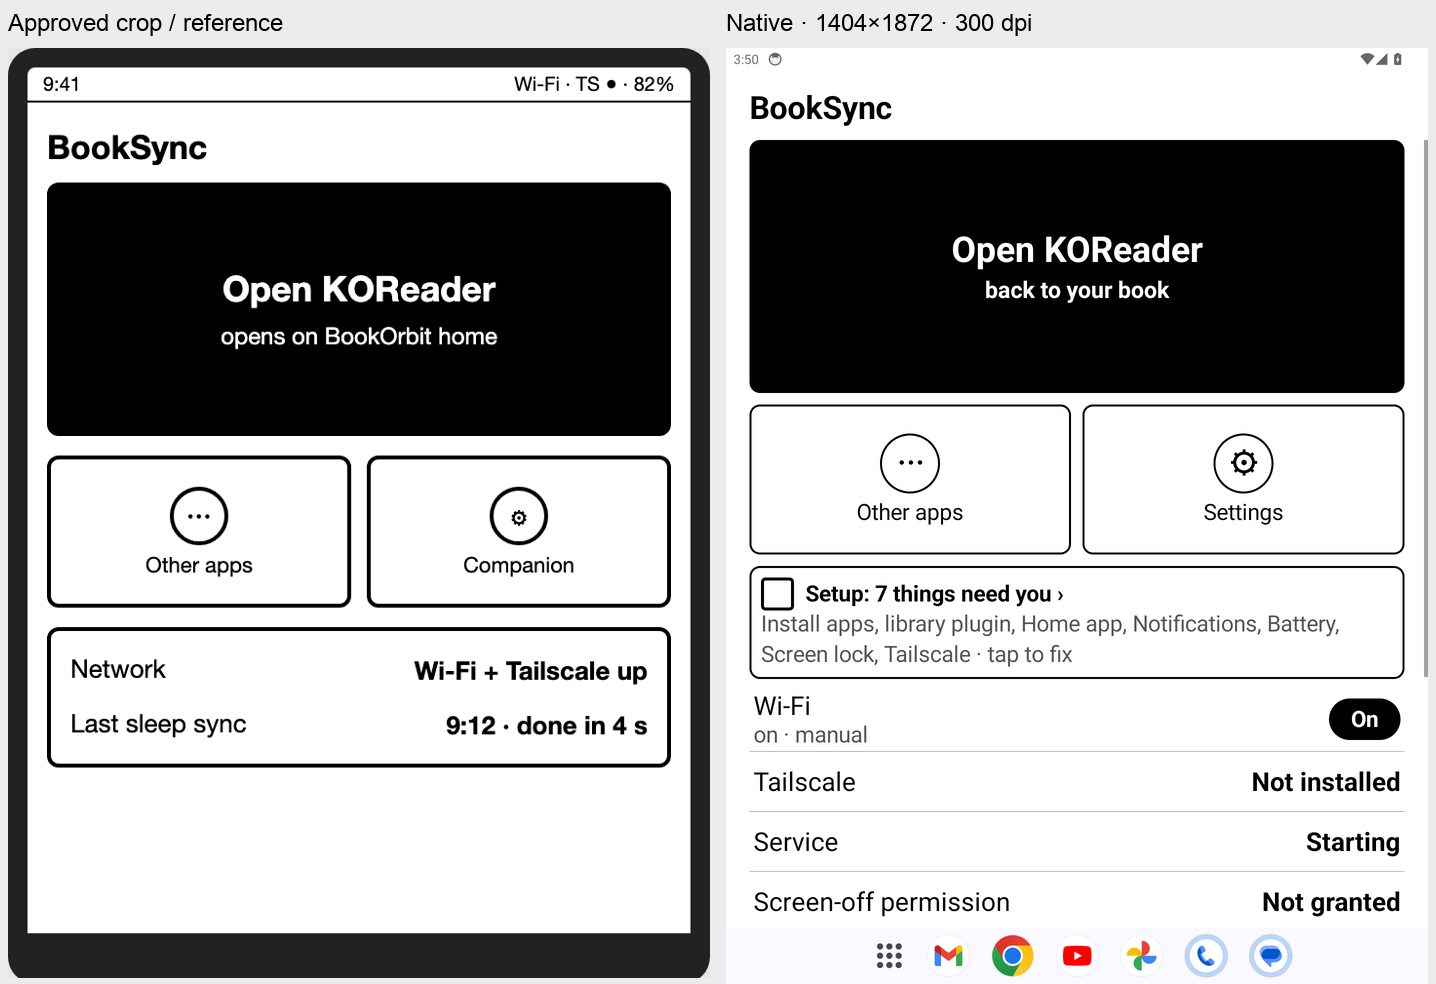 Approved crop / reference
9:41
Wi-Fi · TS ● · 82%
BookSync
Open KOReader
opens on BookOrbit home
Other apps
Companion
Network
Wi-Fi + Tailscale up
Last sleep sync
9:12 · done in 4 s
Native · 1404×1872 · 300 dpi
3:50
BookSync
Open KOReader
back to your book
Other apps
Settings
Setup: 7 things need you ›
Install apps, library plugin, Home app, Notifications, Battery,
Screen lock, Tailscale · tap to fix
Wi-Fi
on · manual
On
Tailscale
Not installed
Service
Starting
Screen-off permission
Not granted